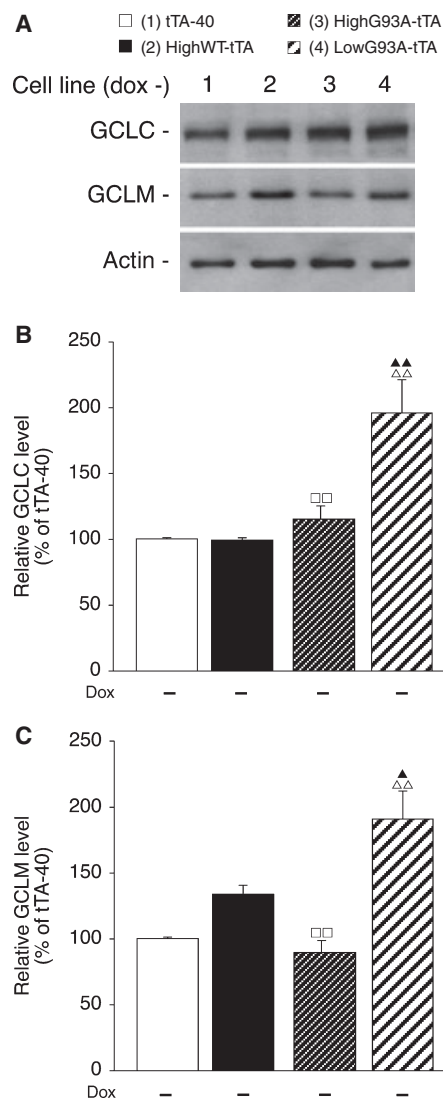 A
(1) tTA-40 (3) HighG93A-tTA
(2) HighWT-tTA (4) LowG93A-tTA
Cell line (dox -) 1 2 3 4
GCLC -
GCLM -
Actin -
B
Relative GCLC level
(% of tTA-40)
250
200
150
100
50
0
Dox – – – –
C
Relative GCLM level
(% of tTA-40)
250
200
150
100
50
0
Dox – – – –